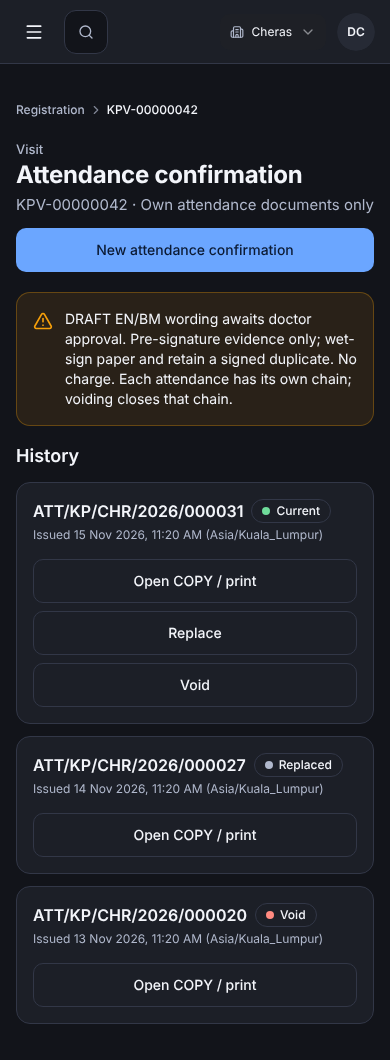 Cheras
DC
Registration > KPV-00000042
Visit
Attendance confirmation
KPV-00000042 · Own attendance documents only
New attendance confirmation
DRAFT EN/BM wording awaits doctor
approval. Pre-signature evidence only; wet-
sign paper and retain a signed duplicate. No
charge. Each attendance has its own chain;
voiding closes that chain.
History
ATT/KP/CHR/2026/000031 Current
Issued 15 Nov 2026, 11:20 AM (Asia/Kuala_Lumpur)
Open COPY / print
Replace
Void
ATT/KP/CHR/2026/000027 Replaced
Issued 14 Nov 2026, 11:20 AM (Asia/Kuala_Lumpur)
Open COPY / print
ATT/KP/CHR/2026/000020 Void
Issued 13 Nov 2026, 11:20 AM (Asia/Kuala_Lumpur)
Open COPY / print